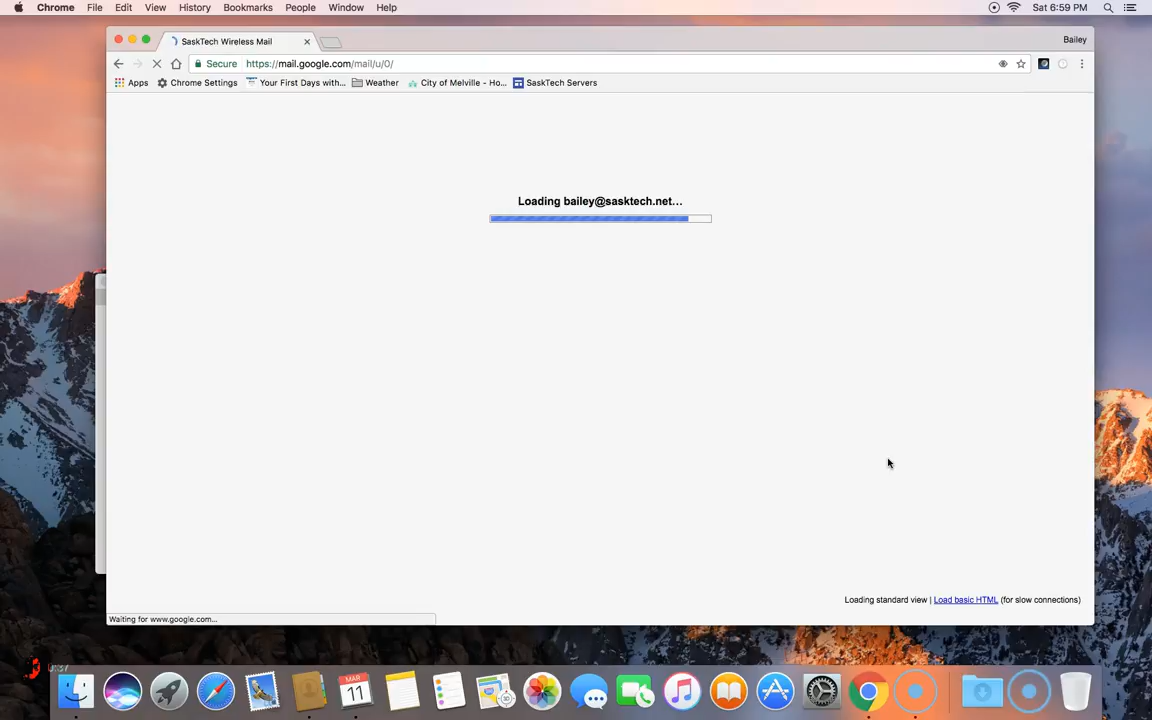 Chrome File Edit View History Bookmarks People Window Help Sat 6:59 PM
SaskTech Wireless Mail Bailey
Secure https://mail.google.com/mail/u/0/
Apps Chrome Settings Your First Days with... Weather City of Melville - Ho... SaskTech Servers
Loading bailey@sasktech.net...
Loading standard view | Load basic HTML (for slow connections)
Waiting for www.google.com...
MAR
11